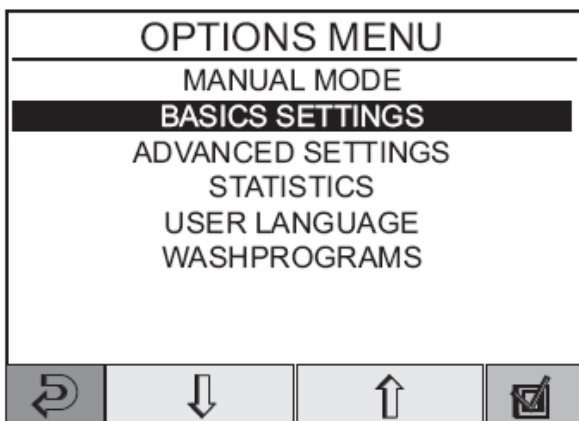 OPTIONS MENU
MANUAL MODE
BASICS SETTINGS
ADVANCED SETTINGS
STATISTICS
USER LANGUAGE
WASHPROGRAMS